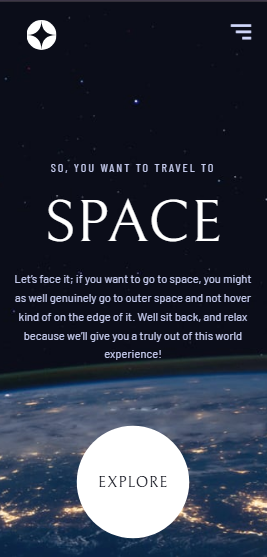 SO, YOU WANT TO TRAVEL TO
SPACE
Let's face it; if you want to go to space, you might
as well genuinely go to outer space and not hover
kind of on the edge of it. Well sit back, and relax
because we'll give you a truly out of this world
experience!
EXPLORE